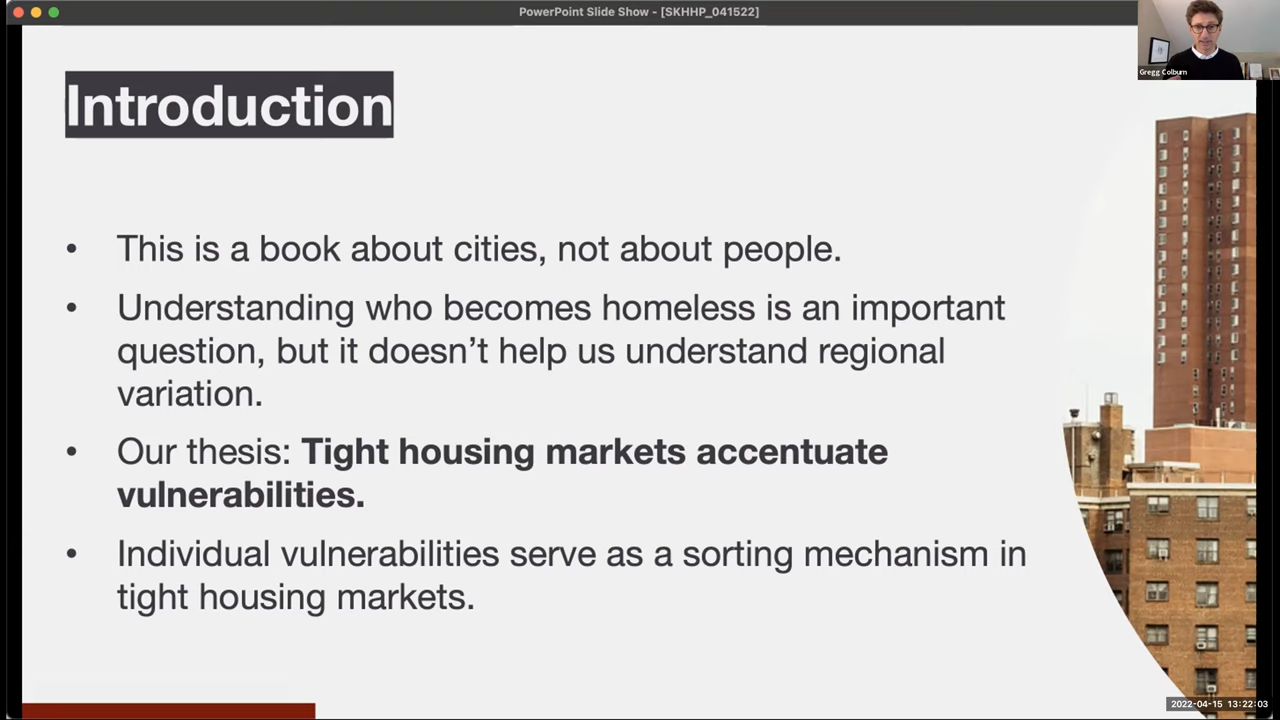 PowerPoint Slide Show - [SKHHP_041522]
Gregg Colburn
Introduction
• This is a book about cities, not about people.
• Understanding who becomes homeless is an important
question, but it doesn’t help us understand regional
variation.
• Our thesis: Tight housing markets accentuate
vulnerabilities.
• Individual vulnerabilities serve as a sorting mechanism in
tight housing markets.
2022-04-15 13:22:03